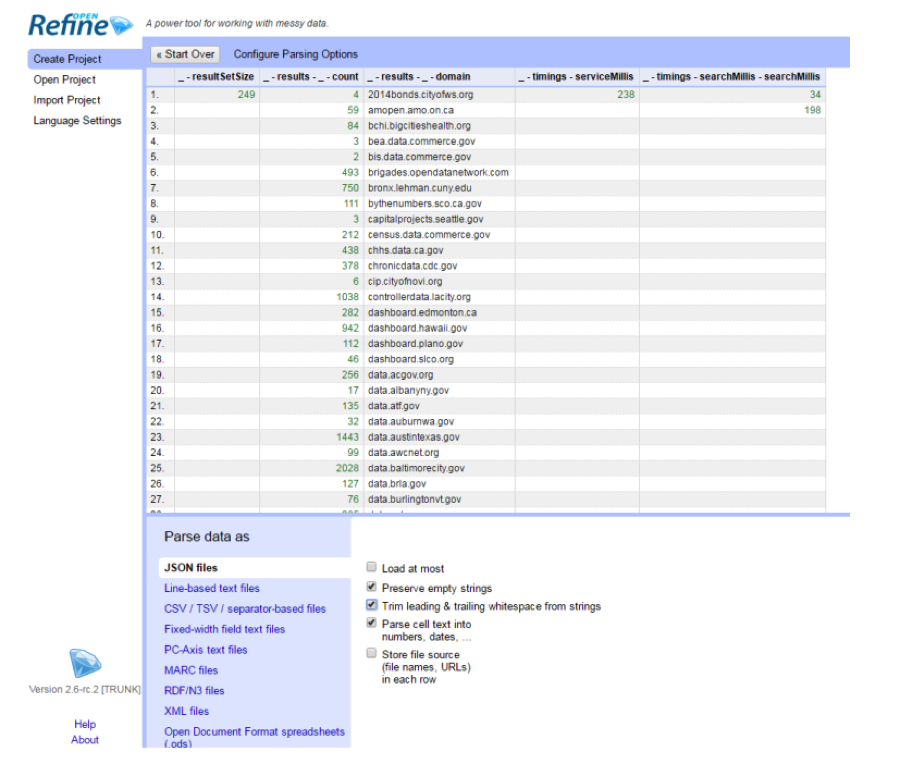 OPEN
Refine
A power tool for working with messy data.
Create Project
Open Project
Import Project
Language Settings
« Start Over Configure Parsing Options
_ - resultSetSize _ - results - _ - count _ - results - _ - domain _ - timings - serviceMillis _ - timings - searchMillis - searchMillis
1. 249 4 2014bonds.cityofws.org 238 34
2. 59 amopen.amo.on.ca 198
3. 84 bchi.bigcitieshealth.org
4. 3 bea.data.commerce.gov
5. 2 bis.data.commerce.gov
6. 493 brigades.opendatanetwork.com
7. 750 bronx.lehman.cuny.edu
8. 111 bythenumbers.sco.ca.gov
9. 3 capitalprojects.seattle.gov
10. 212 census.data.commerce.gov
11. 438 chhs.data.ca.gov
12. 378 chronicdata.cdc.gov
13. 6 cip.cityofnovi.org
14. 1038 controllerdata.lacity.org
15. 282 dashboard.edmonton.ca
16. 942 dashboard.hawaii.gov
17. 112 dashboard.plano.gov
18. 46 dashboard.slco.org
19. 256 data.acgov.org
20. 17 data.albanyny.gov
21. 135 data.atf.gov
22. 32 data.auburnwa.gov
23. 1443 data.austintexas.gov
24. 99 data.awcnet.org
25. 2028 data.baltimorecity.gov
26. 127 data.brla.gov
27. 76 data.burlingtonvt.gov
Parse data as
JSON files
Line-based text files
CSV / TSV / separator-based files
Fixed-width field text files
PC-Axis text files
MARC files
RDF/N3 files
XML files
Open Document Format spreadsheets
(.ods)
Load at most
Preserve empty strings
Trim leading & trailing whitespace from strings
Parse cell text into
numbers, dates, ...
Store file source
(file names, URLs)
in each row
Version 2.6-rc.2 [TRUNK]
Help
About